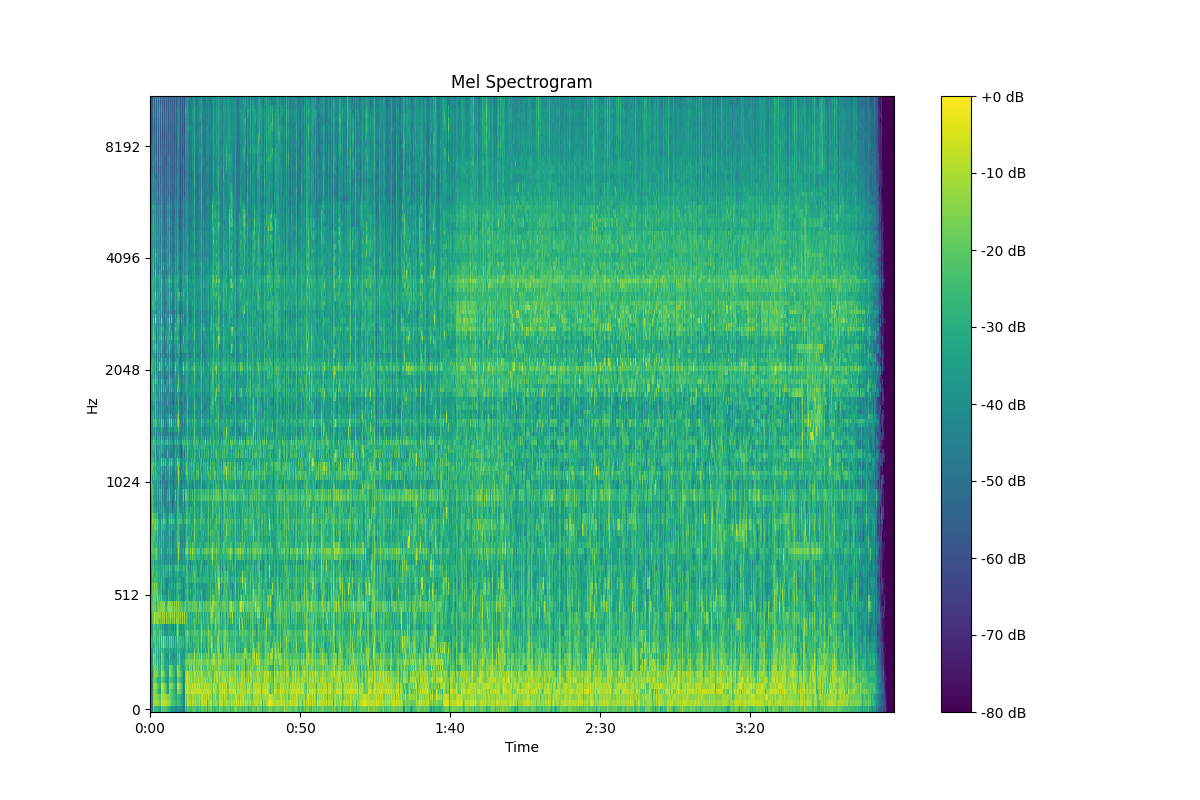 Mel Spectrogram
+0 dB
8192
-10 dB
-20 dB
4096
-30 dB
2048
-40 dB
Hz
1024
-50 dB
-60 dB
512
-70 dB
0
-80 dB
0:00 0:50 1:40 2:30 3:20
Time